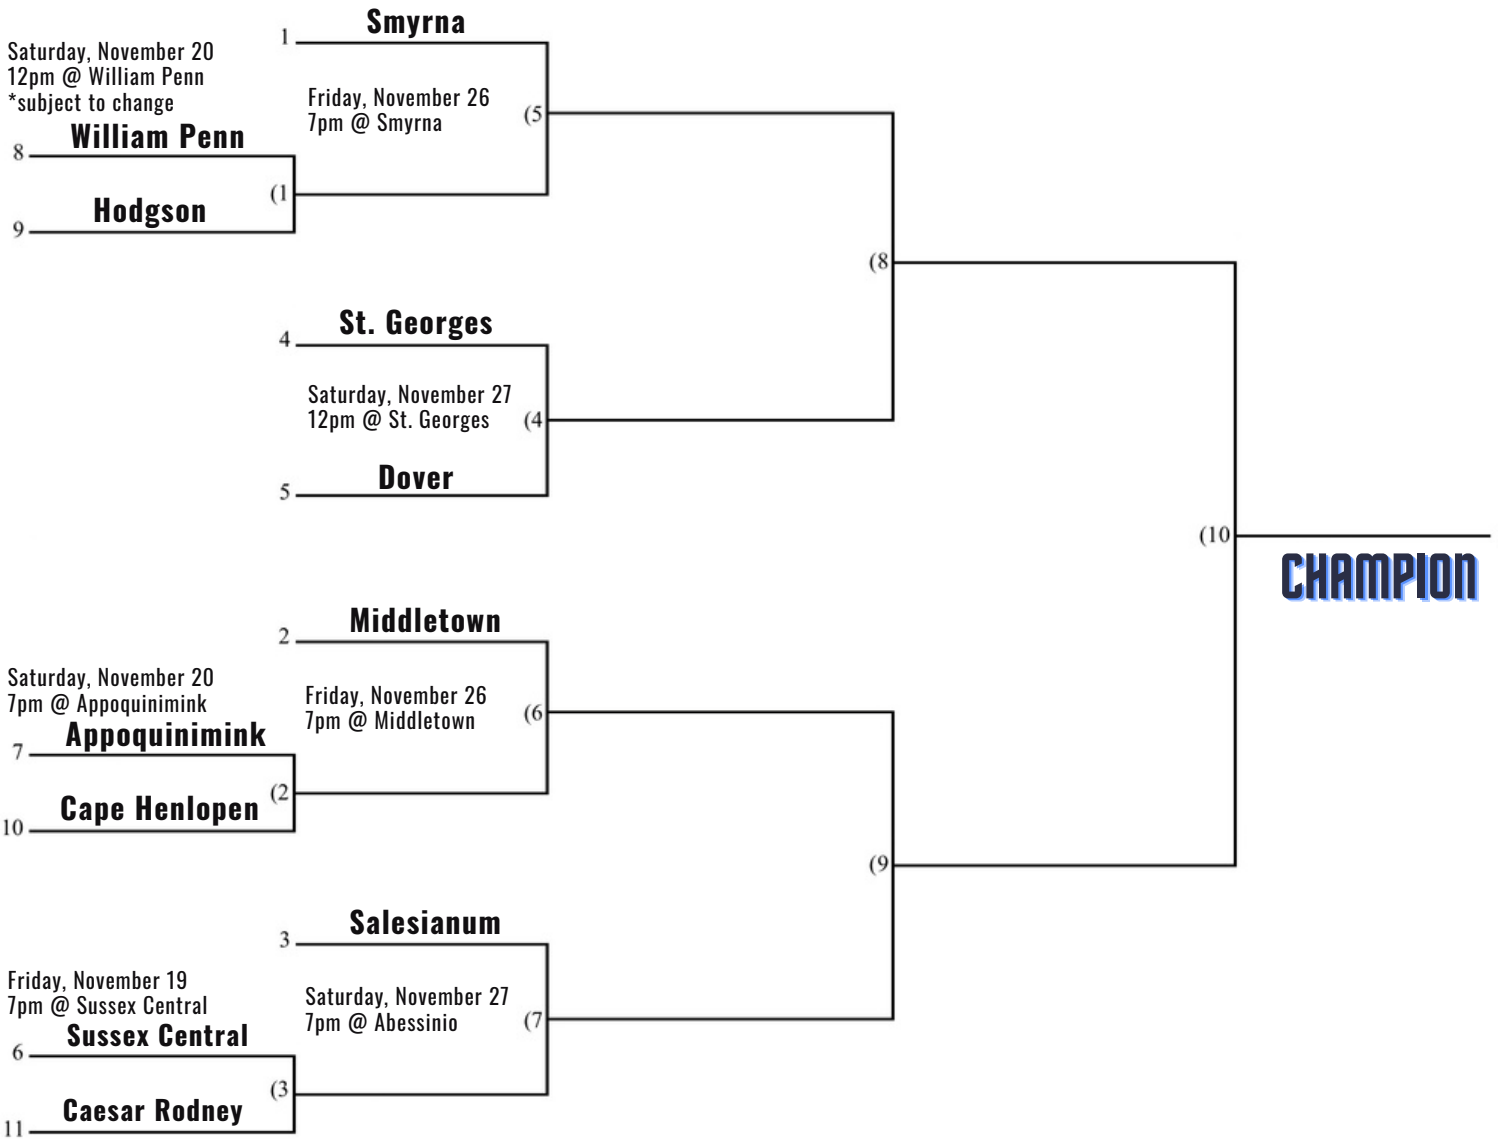 Smyrna
1
Saturday, November 20
12pm @ William Penn
*subject to change
Friday, November 26
7pm @ Smyrna
(5
William Penn
8
(1
Hodgson
9
(8
St. Georges
4
Saturday, November 27
12pm @ St. Georges
(4
Dover
5
(10
CHAMPION
Middletown
2
Saturday, November 20
7pm @ Appoquinimink
Friday, November 26
7pm @ Middletown
(6
Appoquinimink
7
(2
Cape Henlopen
10
(9
Salesianum
3
Friday, November 19
7pm @ Sussex Central
Saturday, November 27
7pm @ Abessinio
(7
Sussex Central
6
(3
Caesar Rodney
11